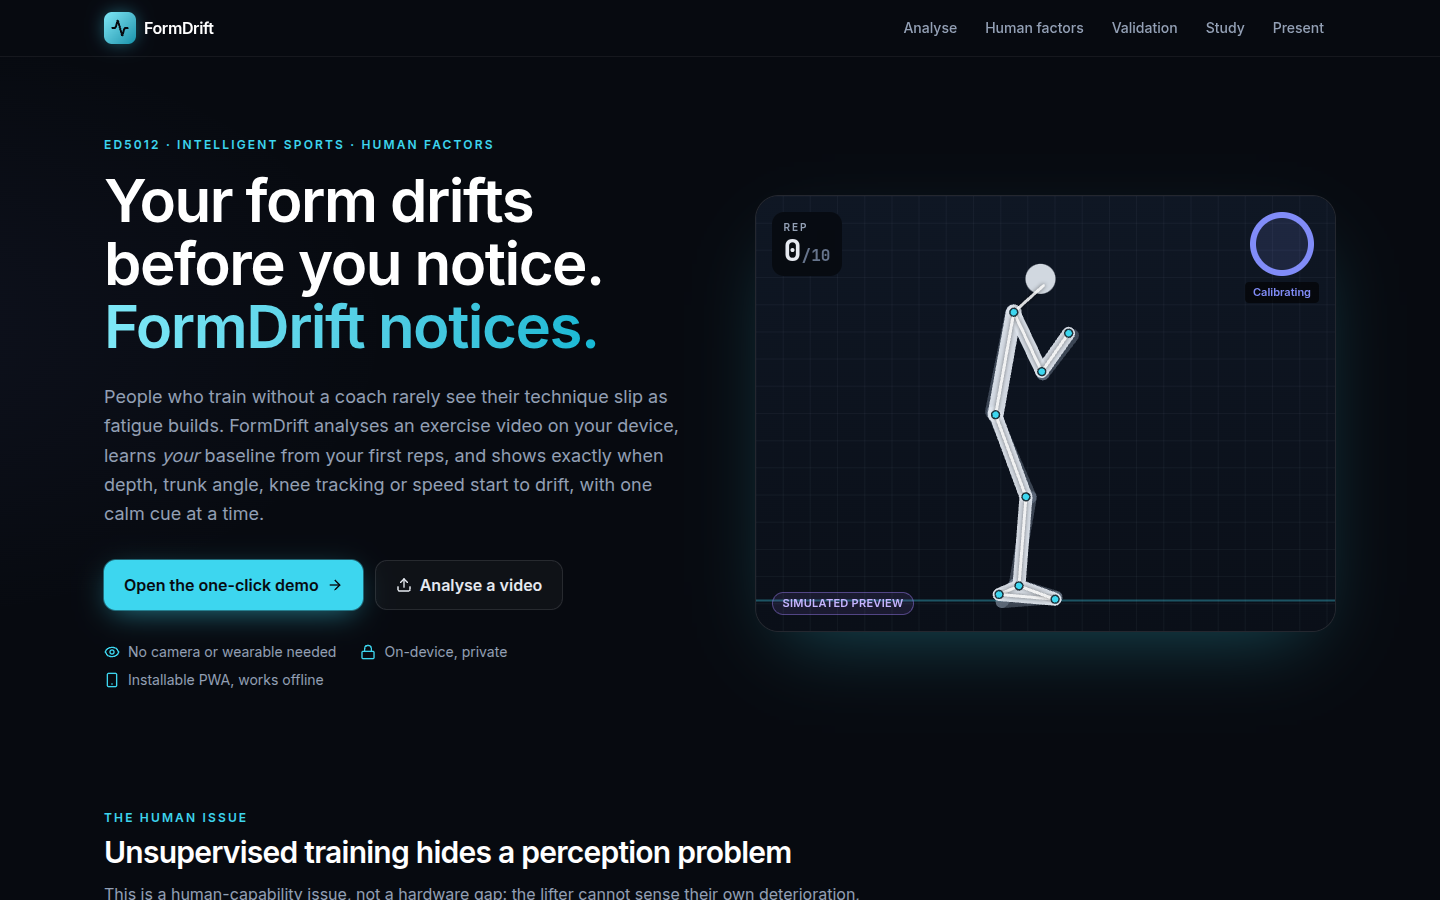 FormDrift
Analyse
Human factors
Validation
Study
Present
ED5012 · INTELLIGENT SPORTS · HUMAN FACTORS
Your form drifts
before you notice.
FormDrift notices.
People who train without a coach rarely see their technique slip as
fatigue builds. FormDrift analyses an exercise video on your device,
learns your baseline from your first reps, and shows exactly when
depth, trunk angle, knee tracking or speed start to drift, with one
calm cue at a time.
Open the one-click demo →
Analyse a video
No camera or wearable needed
On-device, private
Installable PWA, works offline
REP
0/10
Calibrating
SIMULATED PREVIEW
THE HUMAN ISSUE
Unsupervised training hides a perception problem
This is a human-capability issue, not a hardware gap: the lifter cannot sense their own deterioration.